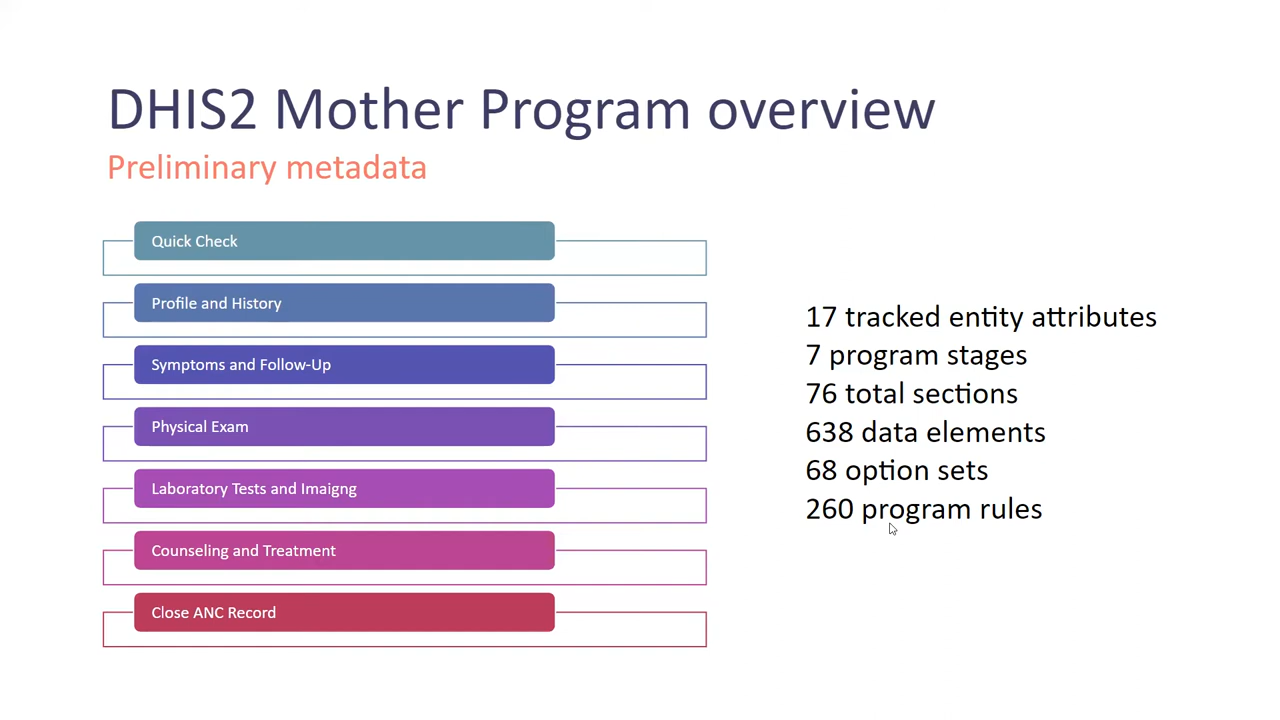 DHIS2 Mother Program overview
Preliminary metadata
Quick Check
Profile and History
Symptoms and Follow-Up
Physical Exam
Laboratory Tests and Imaigng
Counseling and Treatment
Close ANC Record
17 tracked entity attributes
7 program stages
76 total sections
638 data elements
68 option sets
260 program rules